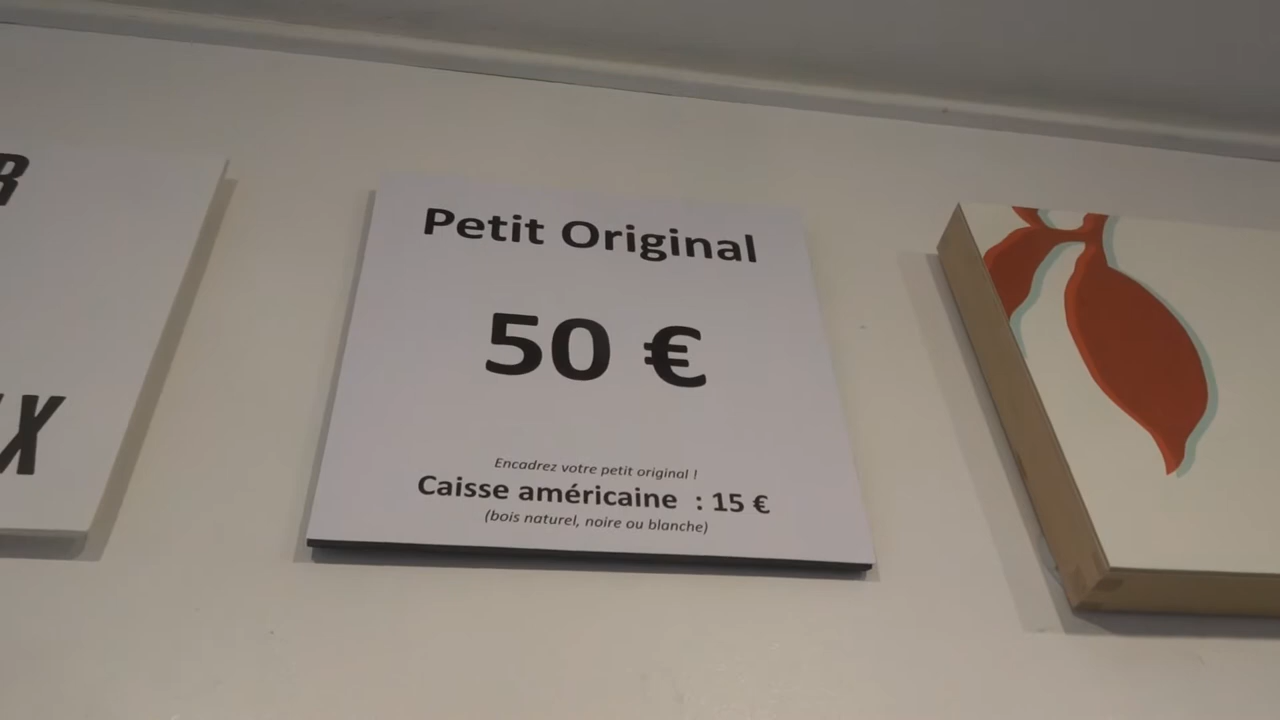 Petit Original
50 €
Encadrez votre petit original !
Caisse américaine : 15 €
(bois naturel, noire ou blanche)